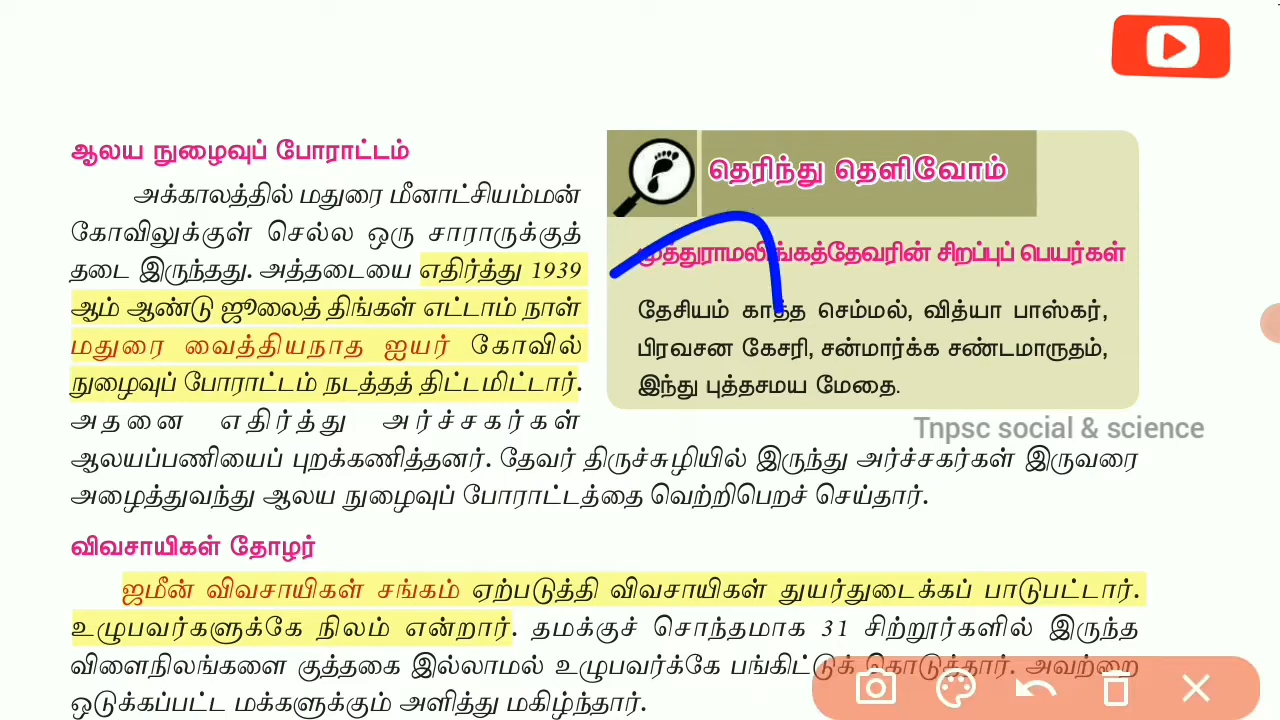 ஆலய நுழைவுப் போராட்டம்
அக்காலத்தில் மதுரை மீனாட்சியம்மன்
கோவிலுக்குள் செல்ல ஒரு சாராருக்குத்
தடை இருந்தது. அத்தடையை எதிர்த்து 1939
ஆம் ஆண்டு ஜூலைத் திங்கள் எட்டாம் நாள்
மதுரை வைத்தியநாத ஐயர் கோவில்
நுழைவுப் போராட்டம் நடத்தத் திட்டமிட்டார்.
அதனை எதிர்த்து அர்ச்சகர்கள்
ஆலயப்பணியைப் புறக்கணித்தனர். தேவர் திருச்சுழியில் இருந்து அர்ச்சகர்கள் இருவரை
அழைத்துவந்து ஆலய நுழைவுப் போராட்டத்தை வெற்றிபெறச் செய்தார்.
தெரிந்து தெளிவோம்
முத்துராமலிங்கத்தேவரின் சிறப்புப் பெயர்கள்
தேசியம் காத்த செம்மல், வித்யா பாஸ்கர்,
பிரவசன கேசரி, சன்மார்க்க சண்டமாருதம்,
இந்து புத்தசமய மேதை.
Tnpsc social & science
விவசாயிகள் தோழர்
ஜமீன் விவசாயிகள் சங்கம் ஏற்படுத்தி விவசாயிகள் துயர்துடைக்கப் பாடுபட்டார்.
உழுபவர்களுக்கே நிலம் என்றார். தமக்குச் சொந்தமாக 31 சிற்றூர்களில் இருந்த
விளைநிலங்களை குத்தகை இல்லாமல் உழுபவர்க்கே பங்கிட்டுக் கொடுத்தார். அவற்றை
ஒடுக்கப்பட்ட மக்களுக்கும் அளித்து மகிழ்ந்தார்.